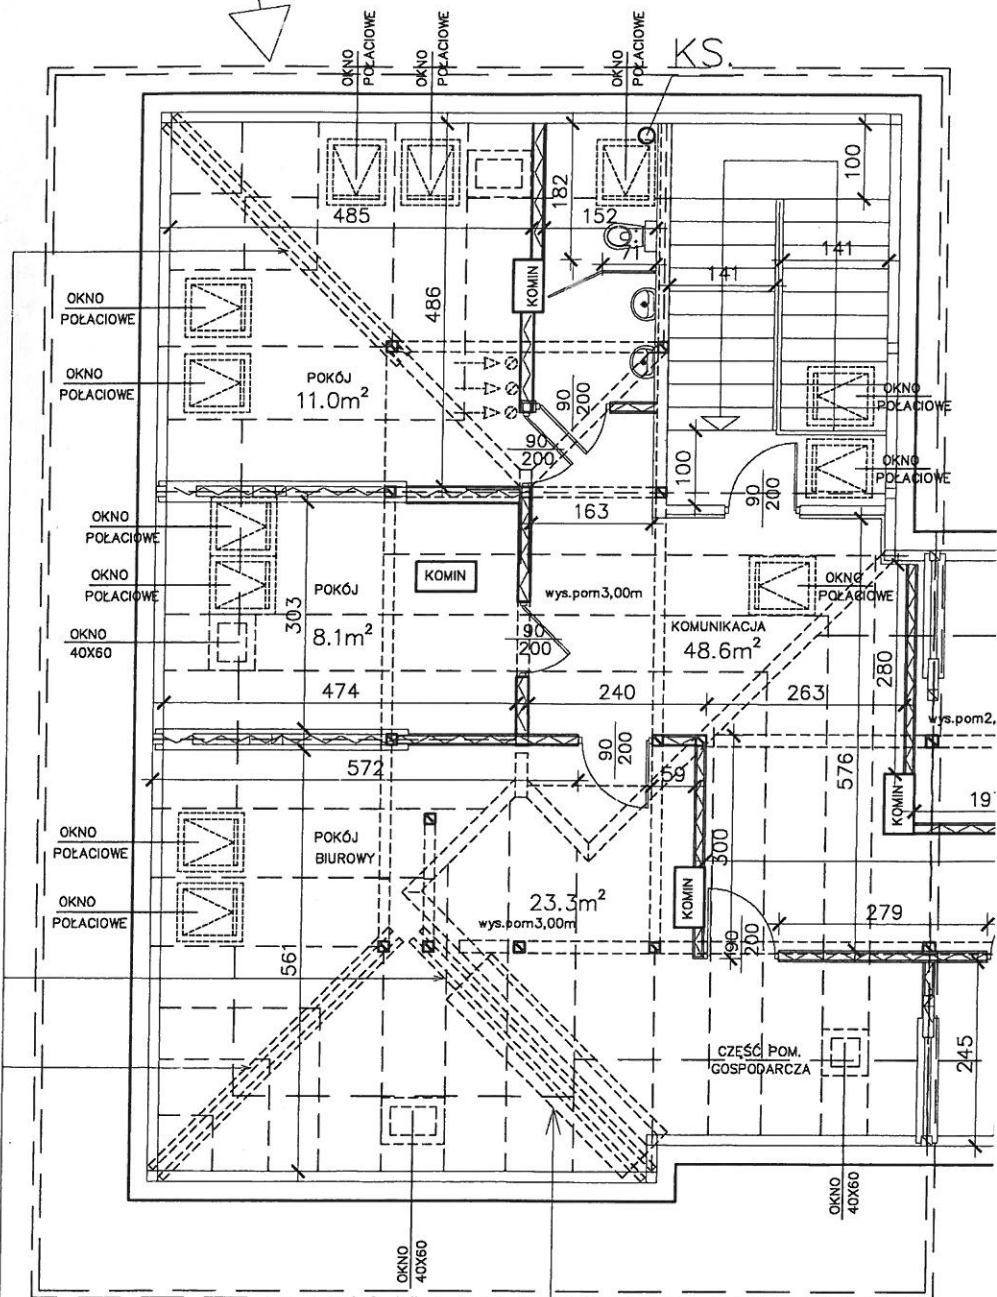 OKNO
POŁACIOWE
OKNO
POŁACIOWE
OKNO
POŁACIOWE
KS.
100
182
485
152
71
141
141
KOMIN
OKNO
POŁACIOWE
486
OKNO
POŁACIOWE
POKÓJ
11.0m²
90
200
90
200
OKNO
POŁACIOWE
100
90
200
OKNO
POŁACIOWE
OKNO
POŁACIOWE
163
OKNO
POŁACIOWE
POKÓJ
KOMIN
wys.pom3,00m
OKNO
POŁACIOWE
303
OKNO
40X60
8.1m²
90
200
KOMUNIKACJA
48.6m²
280
474
240
263
wys.pom2,
572
90
200
59
576
19
KOMIN
OKNO
POŁACIOWE
POKÓJ
BIUROWY
300
OKNO
POŁACIOWE
23.3m²
wys.pom3,00m
KOMIN
279
90
200
561
CZĘŚĆ POM.
GOSPODARCZA
245
OKNO
40X60
OKNO
40X60